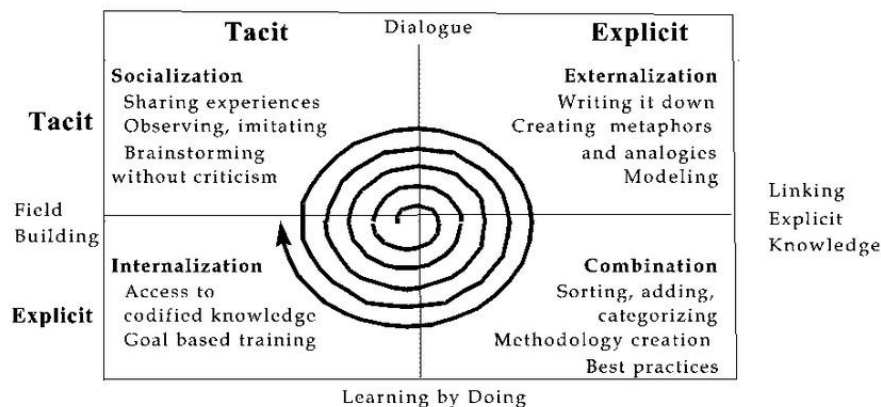 Tacit
Dialogue
Explicit
Tacit
Socialization
Sharing experiences
Observing, imitating
Brainstorming
without criticism
Externalization
Writing it down
Creating metaphors
and analogies
Modeling
Field
Building
Linking
Explicit
Knowledge
Explicit
Internalization
Access to
codified knowledge
Goal based training
Combination
Sorting, adding,
categorizing
Methodology creation
Best practices
Learning by Doing